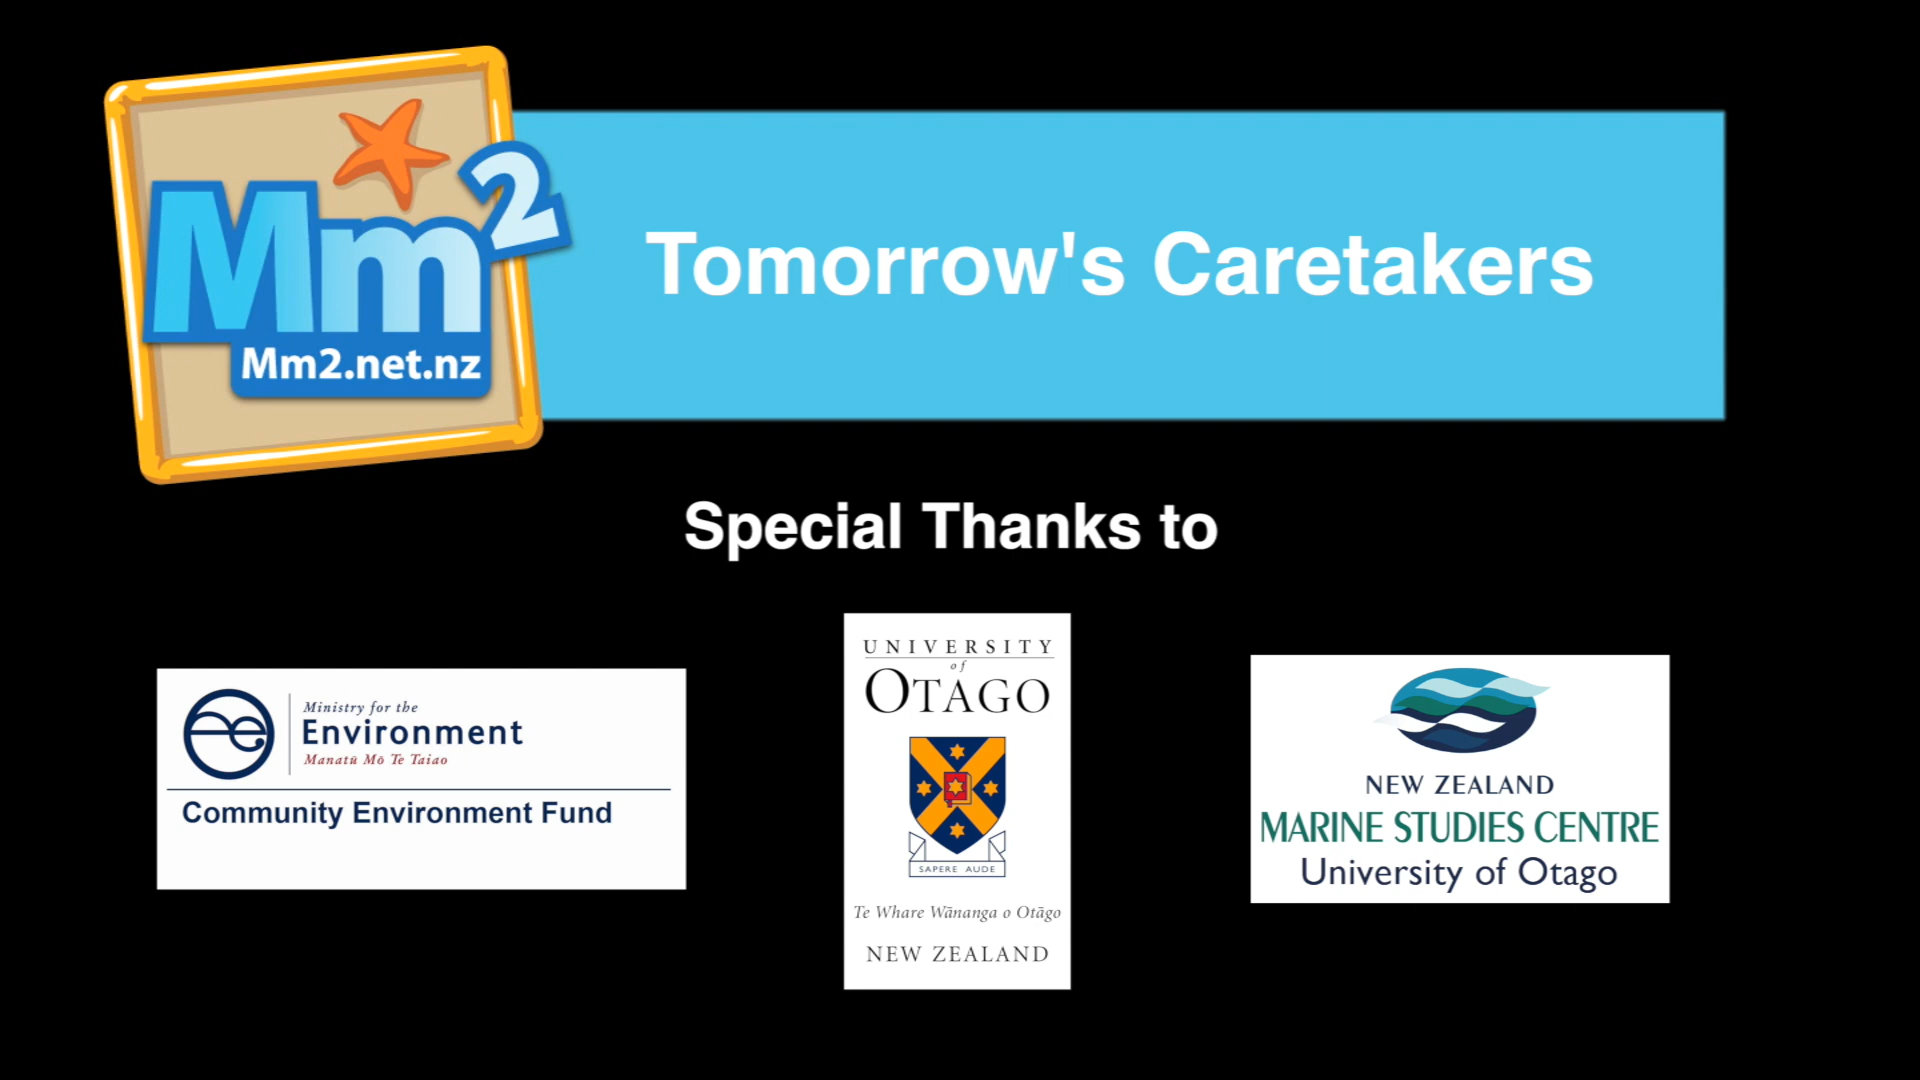 Mm2
Mm2.net.nz
Tomorrow's Caretakers
Special Thanks to
Ministry for the
Environment
Manatū Mō Te Taiao
Community Environment Fund
UNIVERSITY
of
OTAGO
SAPERE AUDE
Te Whare Wānanga o Otāgo
NEW ZEALAND
NEW ZEALAND
MARINE STUDIES CENTRE
University of Otago